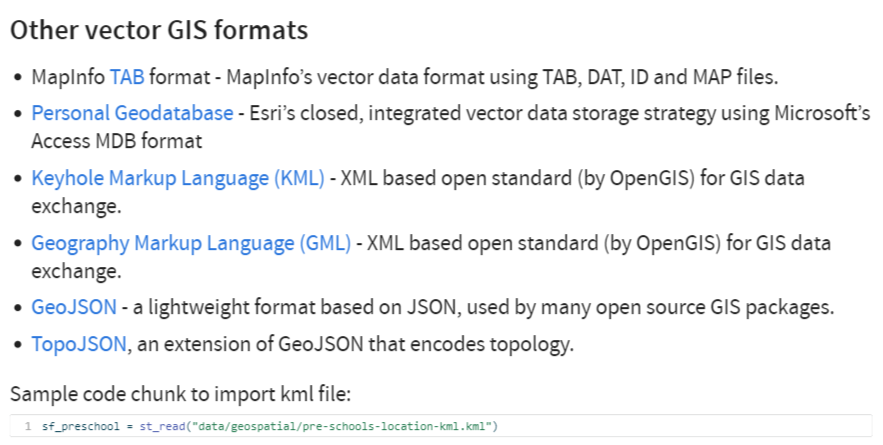 Other vector GIS formats
• MapInfo TAB format - MapInfo's vector data format using TAB, DAT, ID and MAP files.
• Personal Geodatabase - Esri's closed, integrated vector data storage strategy using Microsoft's
Access MDB format
• Keyhole Markup Language (KML) - XML based open standard (by OpenGIS) for GIS data
exchange.
• Geography Markup Language (GML) - XML based open standard (by OpenGIS) for GIS data
exchange.
• GeoJSON - a lightweight format based on JSON, used by many open source GIS packages.
• TopoJSON, an extension of GeoJSON that encodes topology.
Sample code chunk to import kml file:
1 sf_preschool = st_read("data/geospatial/pre-schools-location-kml.kml")